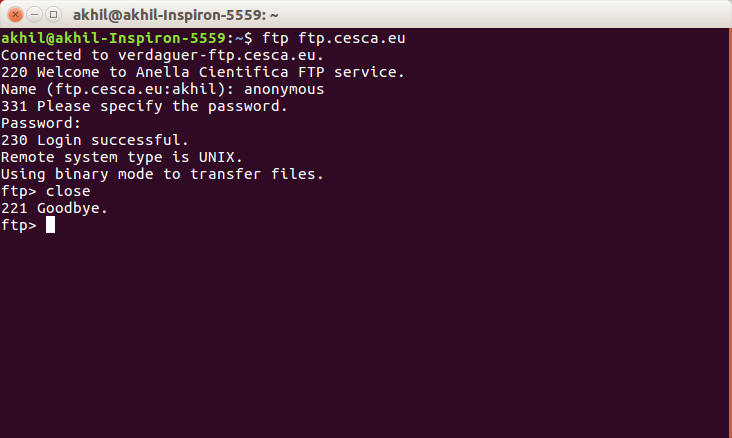 akhil@akhil-Inspiron-5559: ~
akhil@akhil-Inspiron-5559:~$ ftp ftp.cesca.eu
Connected to verdaguer-ftp.cesca.eu.
220 Welcome to Anella Cientifica FTP service.
Name (ftp.cesca.eu:akhil): anonymous
331 Please specify the password.
Password:
230 Login successful.
Remote system type is UNIX.
Using binary mode to transfer files.
ftp> close
221 Goodbye.
ftp>